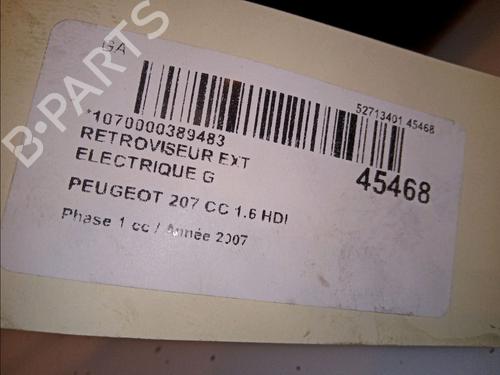 GA
52713401 45468
*1070000389483
RETROVISEUR EXT
ELECTRIQUE G
45468
PEUGEOT 207 CC 1.6 HDI
Phase 1 cc / Année 2007
B-PARTS